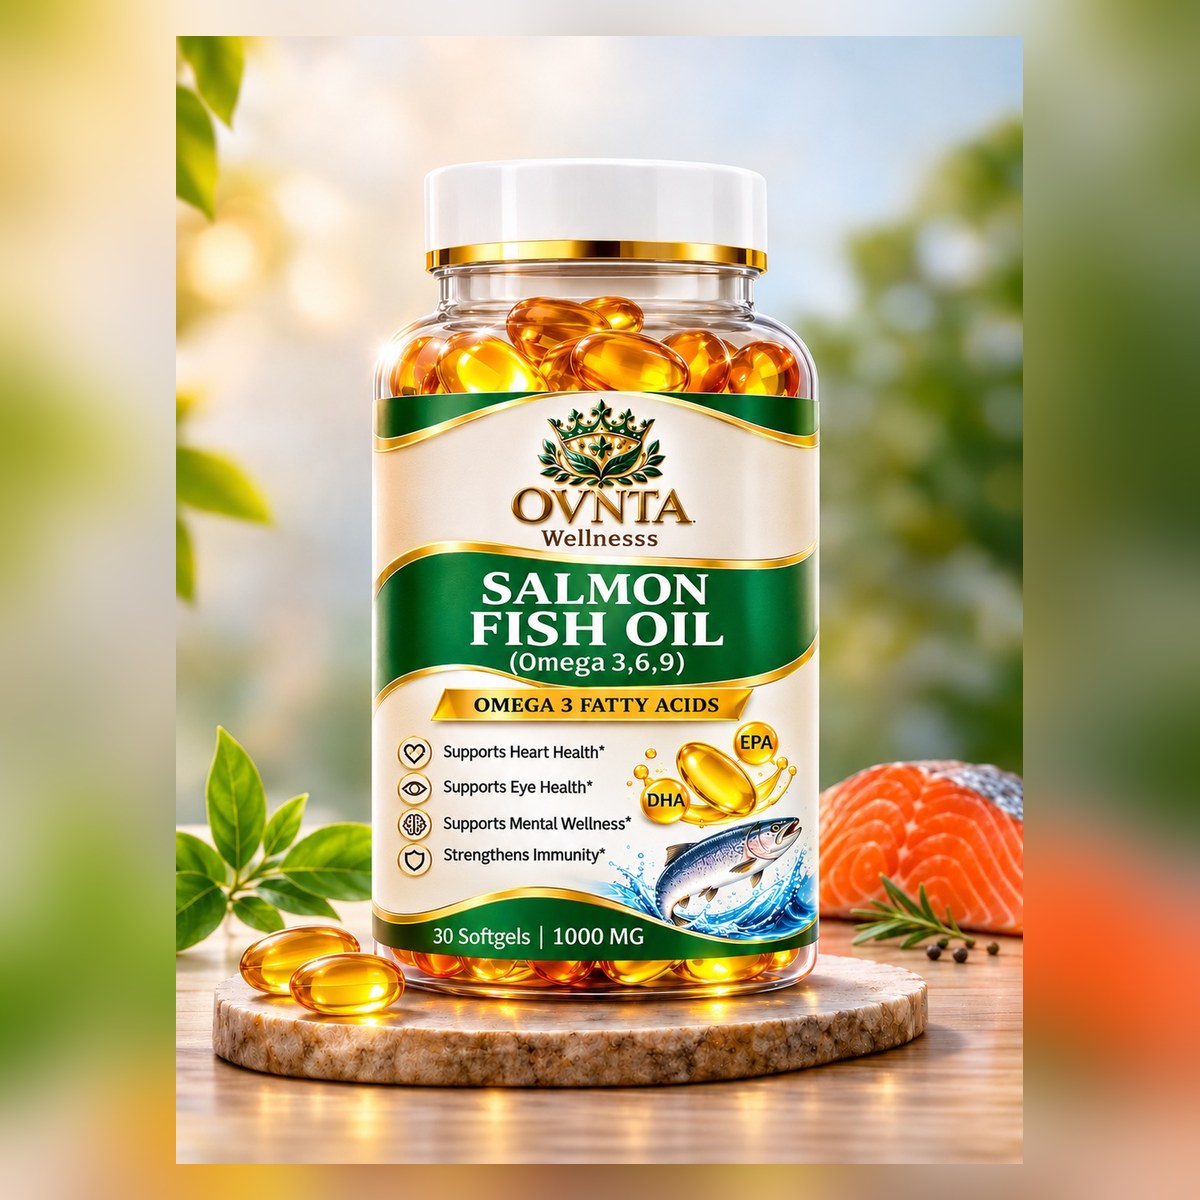 OVNTA
Wellnesss
SALMON
FISH OIL
(Omega 3,6,9)
OMEGA 3 FATTY ACIDS
Supports Heart Health*
Supports Eye Health*
Supports Mental Wellness*
Strengthens Immunity*
EPA
DHA
30 Softgels | 1000 MG